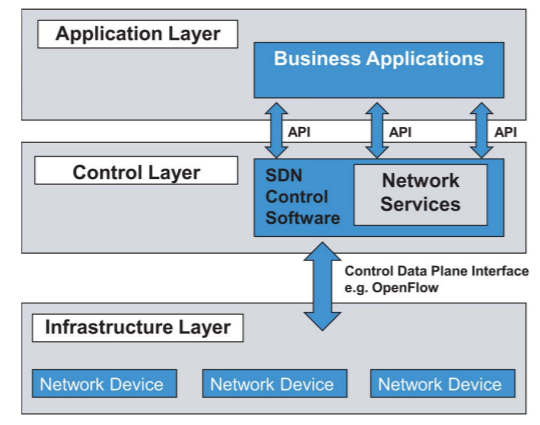 Application Layer
Business Applications
API
API
API
Control Layer
SDN
Control
Software
Network
Services
Control Data Plane Interface
e.g. OpenFlow
Infrastructure Layer
Network Device
Network Device
Network Device